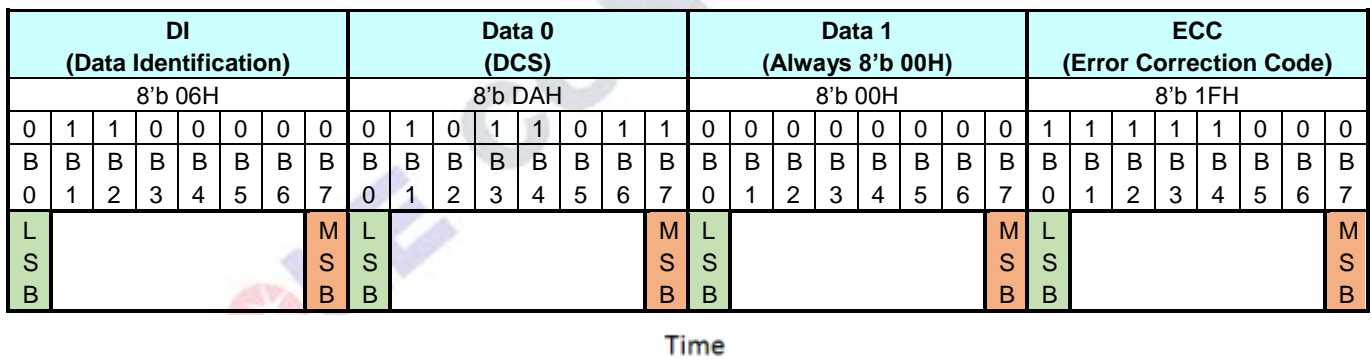 DI Data 0 Data 1 ECC
(Data Identification) (DCS) (Always 8’b 00H) (Error Correction Code)
8’b 06H 8’b DAH 8’b 00H 8’b 1FH
0 1 1 0 0 0 0 0 0 1 0 1 1 0 1 1 0 0 0 0 0 0 0 0 1 1 1 1 1 0 0 0
B B B B B B B B B B B B B B B B B B B B B B B B B B B B B B B B
0 1 2 3 4 5 6 7 0 1 2 3 4 5 6 7 0 1 2 3 4 5 6 7 0 1 2 3 4 5 6 7
L M L M L M L M
S S S S S S S S
B B B B B B B B
Time